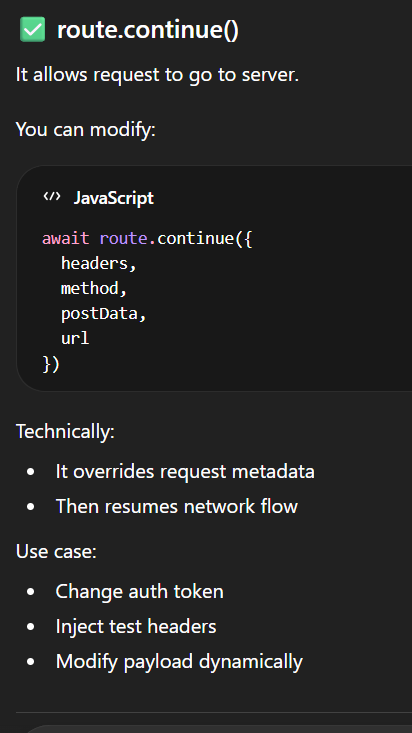 ✅ route.continue()
It allows request to go to server.
You can modify:
</> JavaScript
await route.continue({
  headers,
  method,
  postData,
  url
})
Technically:
• It overrides request metadata
• Then resumes network flow
Use case:
• Change auth token
• Inject test headers
• Modify payload dynamically